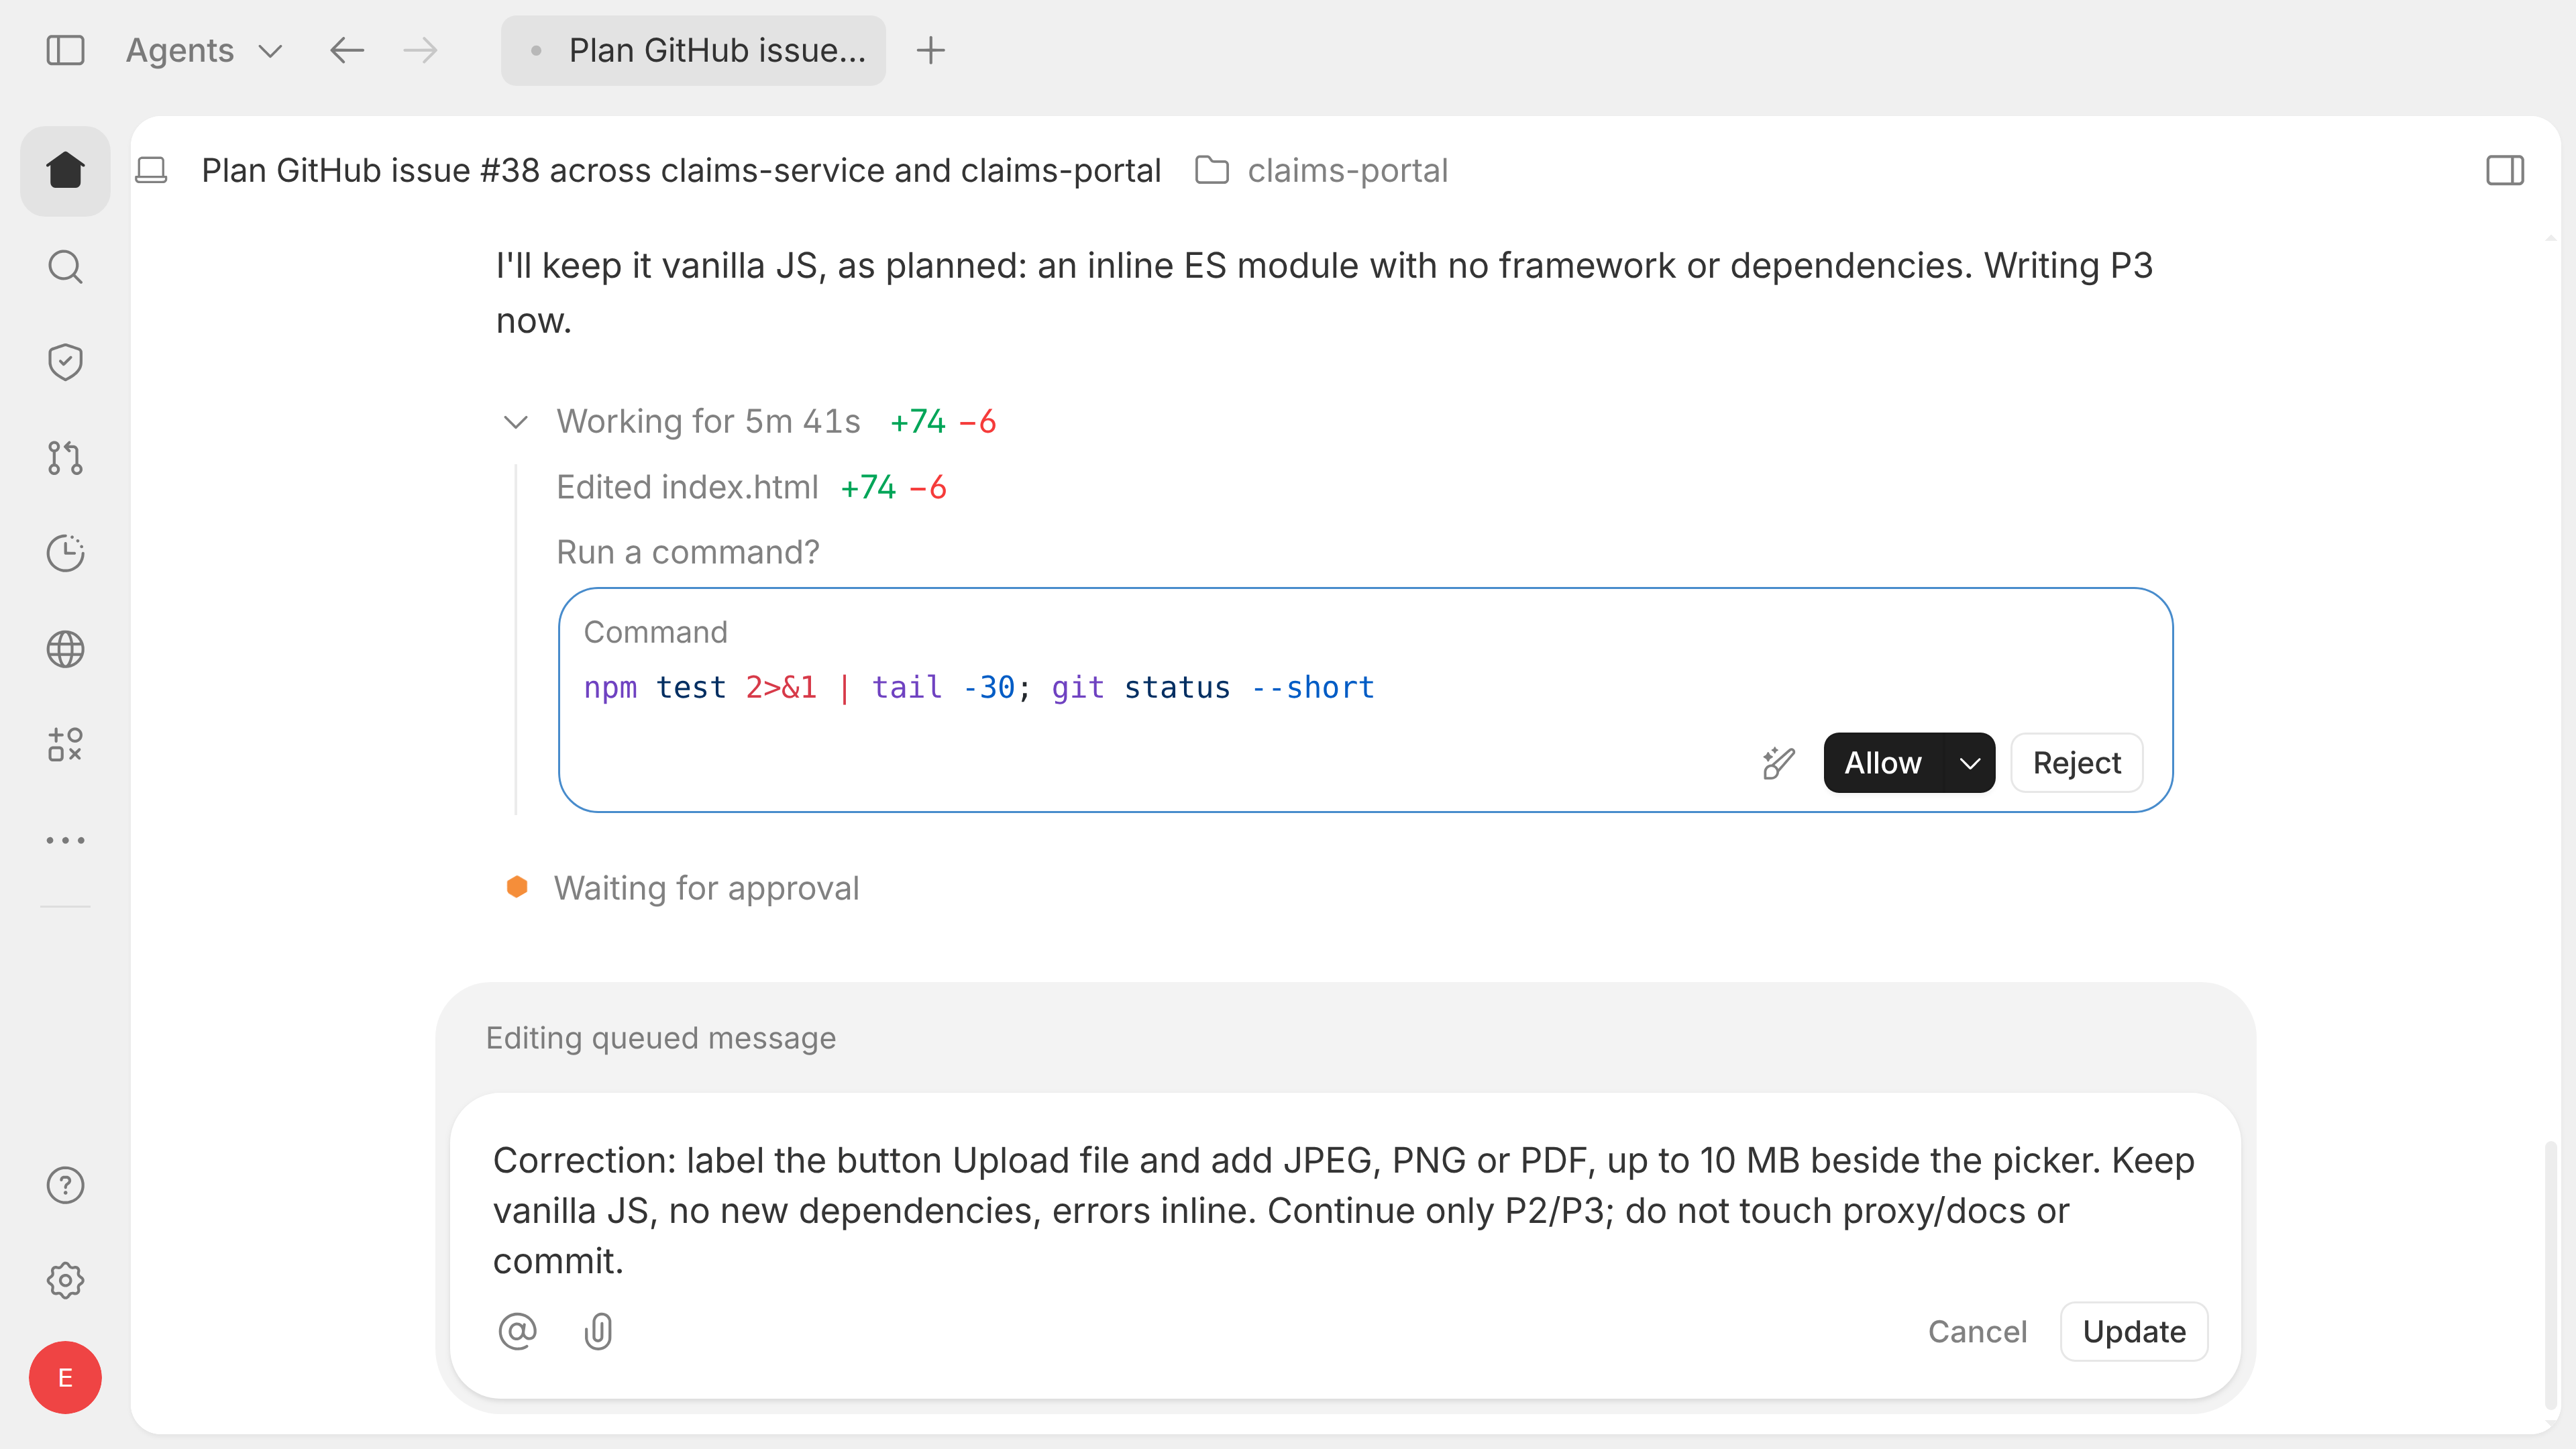 Agents
Plan GitHub issue...
Plan GitHub issue #38 across claims-service and claims-portal
claims-portal
I'll keep it vanilla JS, as planned: an inline ES module with no framework or dependencies. Writing P3
now.
Working for 5m 41s +74 −6
Edited index.html +74 −6
Run a command?
Command
npm test 2>&1 | tail -30; git status --short
Allow
Reject
Waiting for approval
Editing queued message
Correction: label the button Upload file and add JPEG, PNG or PDF, up to 10 MB beside the picker. Keep
vanilla JS, no new dependencies, errors inline. Continue only P2/P3; do not touch proxy/docs or
commit.
Cancel
Update
E